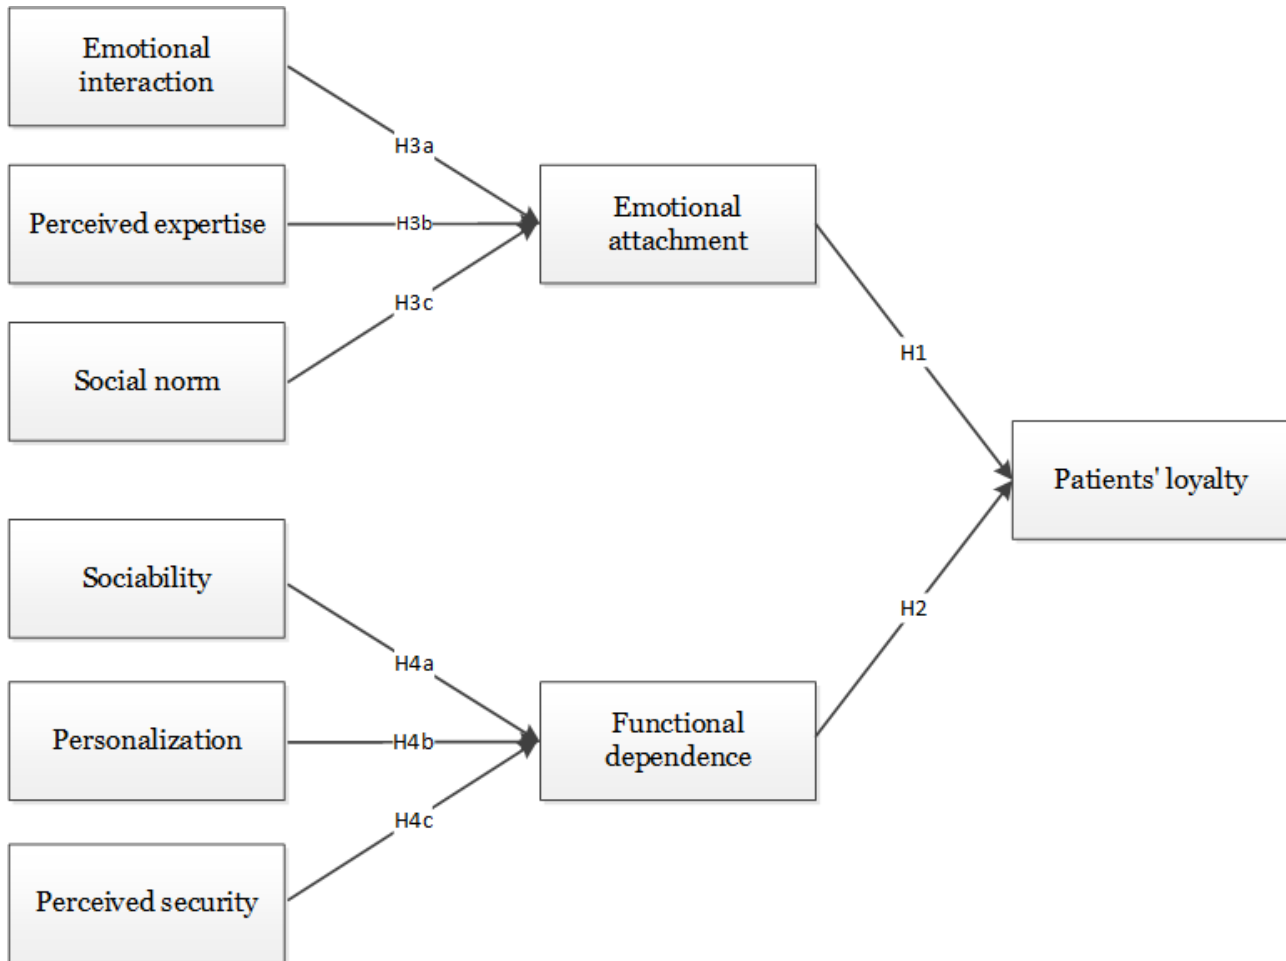 Emotional
interaction
H3a
Perceived expertise
H3b
Emotional
attachment
H3c
Social norm
H1
Patients' loyalty
Sociability
H2
H4a
Personalization
H4b
Functional
dependence
H4c
Perceived security